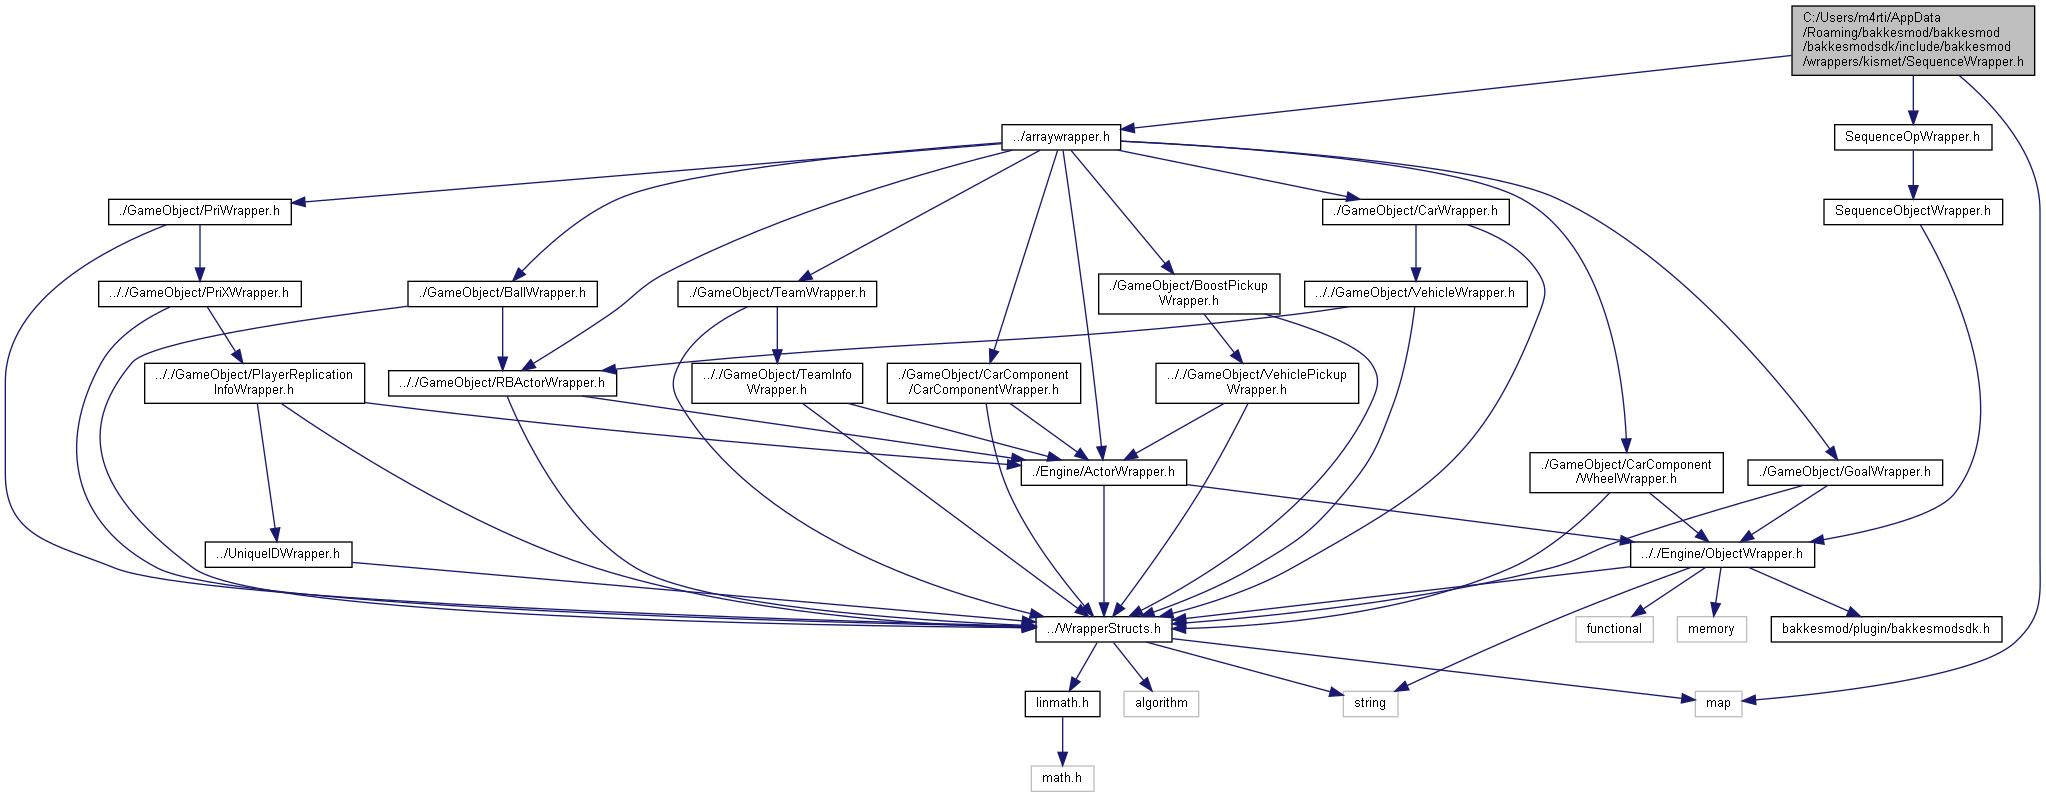 C:/Users/m4rti/AppData
/Roaming/bakkesmod/bakkesmod
/bakkesmodsdk/include/bakkesmod
/wrappers/kismet/SequenceWrapper.h
../arraywrapper.h
SequenceOpWrapper.h
./GameObject/PriWrapper.h
./GameObject/CarWrapper.h
SequenceObjectWrapper.h
.././GameObject/PriXWrapper.h
./GameObject/BallWrapper.h
./GameObject/TeamWrapper.h
./GameObject/BoostPickup
Wrapper.h
.././GameObject/VehicleWrapper.h
.././GameObject/PlayerReplication
InfoWrapper.h
.././GameObject/RBActorWrapper.h
.././GameObject/TeamInfo
Wrapper.h
./GameObject/CarComponent
/CarComponentWrapper.h
.././GameObject/VehiclePickup
Wrapper.h
./Engine/ActorWrapper.h
./GameObject/CarComponent
/WheelWrapper.h
./GameObject/GoalWrapper.h
../UniqueIDWrapper.h
.././Engine/ObjectWrapper.h
../WrapperStructs.h
functional
memory
bakkesmod/plugin/bakkesmodsdk.h
linmath.h
algorithm
string
map
math.h